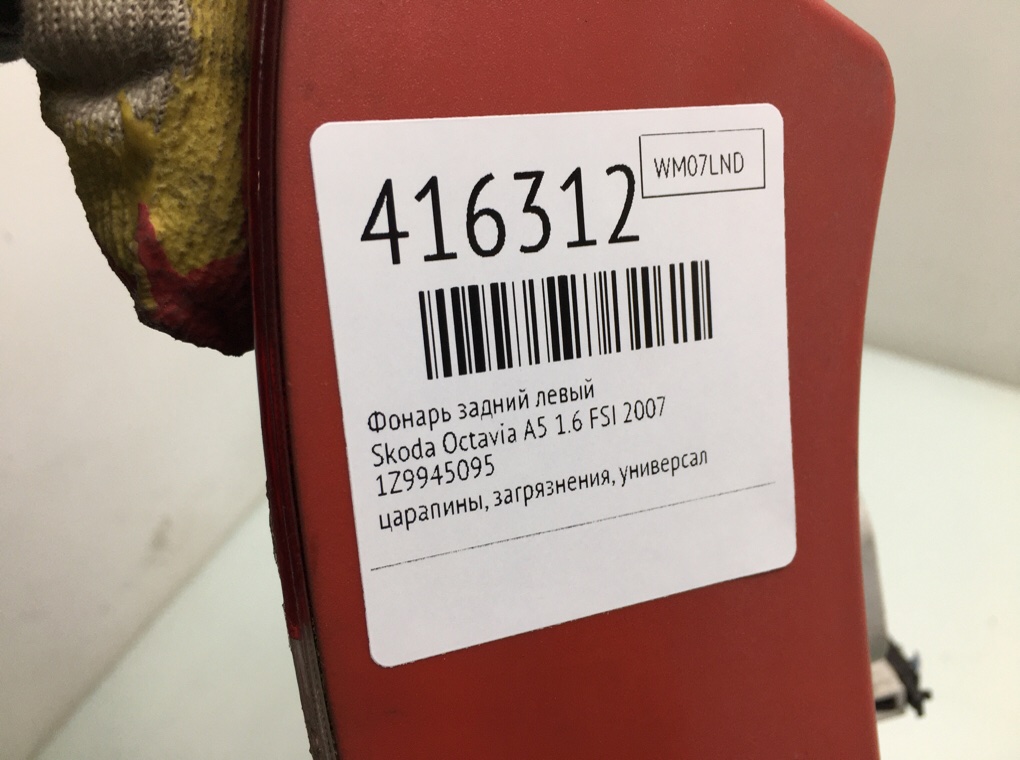 416312
WM07LND
Фонарь задний левый
Skoda Octavia A5 1.6 FSI 2007
1Z9945095
царапины, загрязнения, универсал